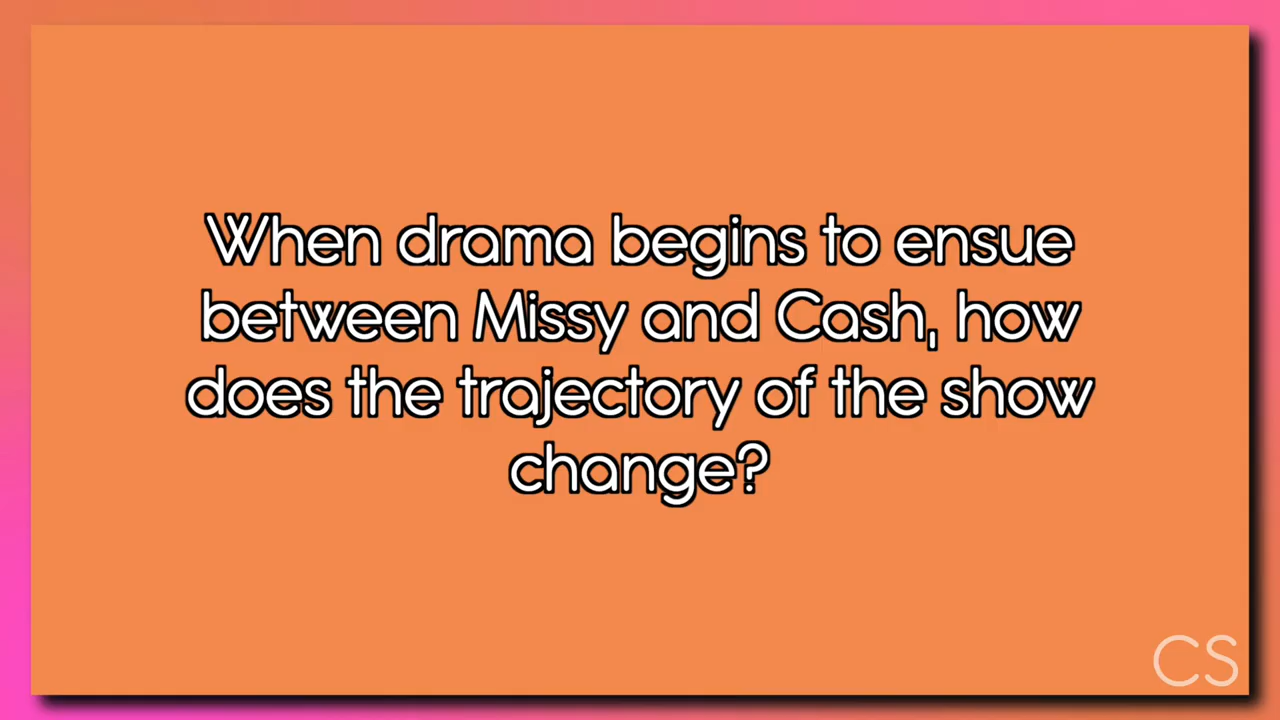 When drama begins to ensue
between Missy and Cash, how
does the trajectory of the show
change?
CS